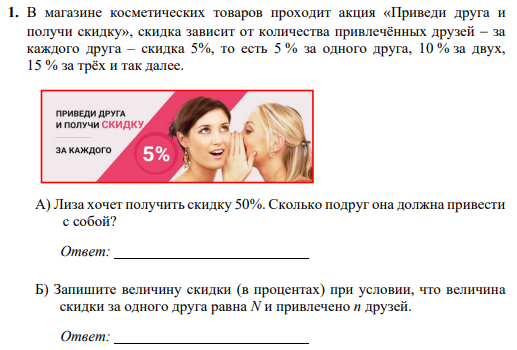 1. В магазине косметических товаров проходит акция «Приведи друга и
получи скидку», скидка зависит от количества привлечённых друзей – за
каждого друга – скидка 5%, то есть 5 % за одного друга, 10 % за двух,
15 % за трёх и так далее.
ПРИВЕДИ ДРУГА
И ПОЛУЧИ СКИДКУ
ЗА КАЖДОГО
5%
А) Лиза хочет получить скидку 50%. Сколько подруг она должна привести
с собой?
Ответ: ____________________
Б) Запишите величину скидки (в процентах) при условии, что величина
скидки за одного друга равна N и привлечено n друзей.
Ответ: ____________________